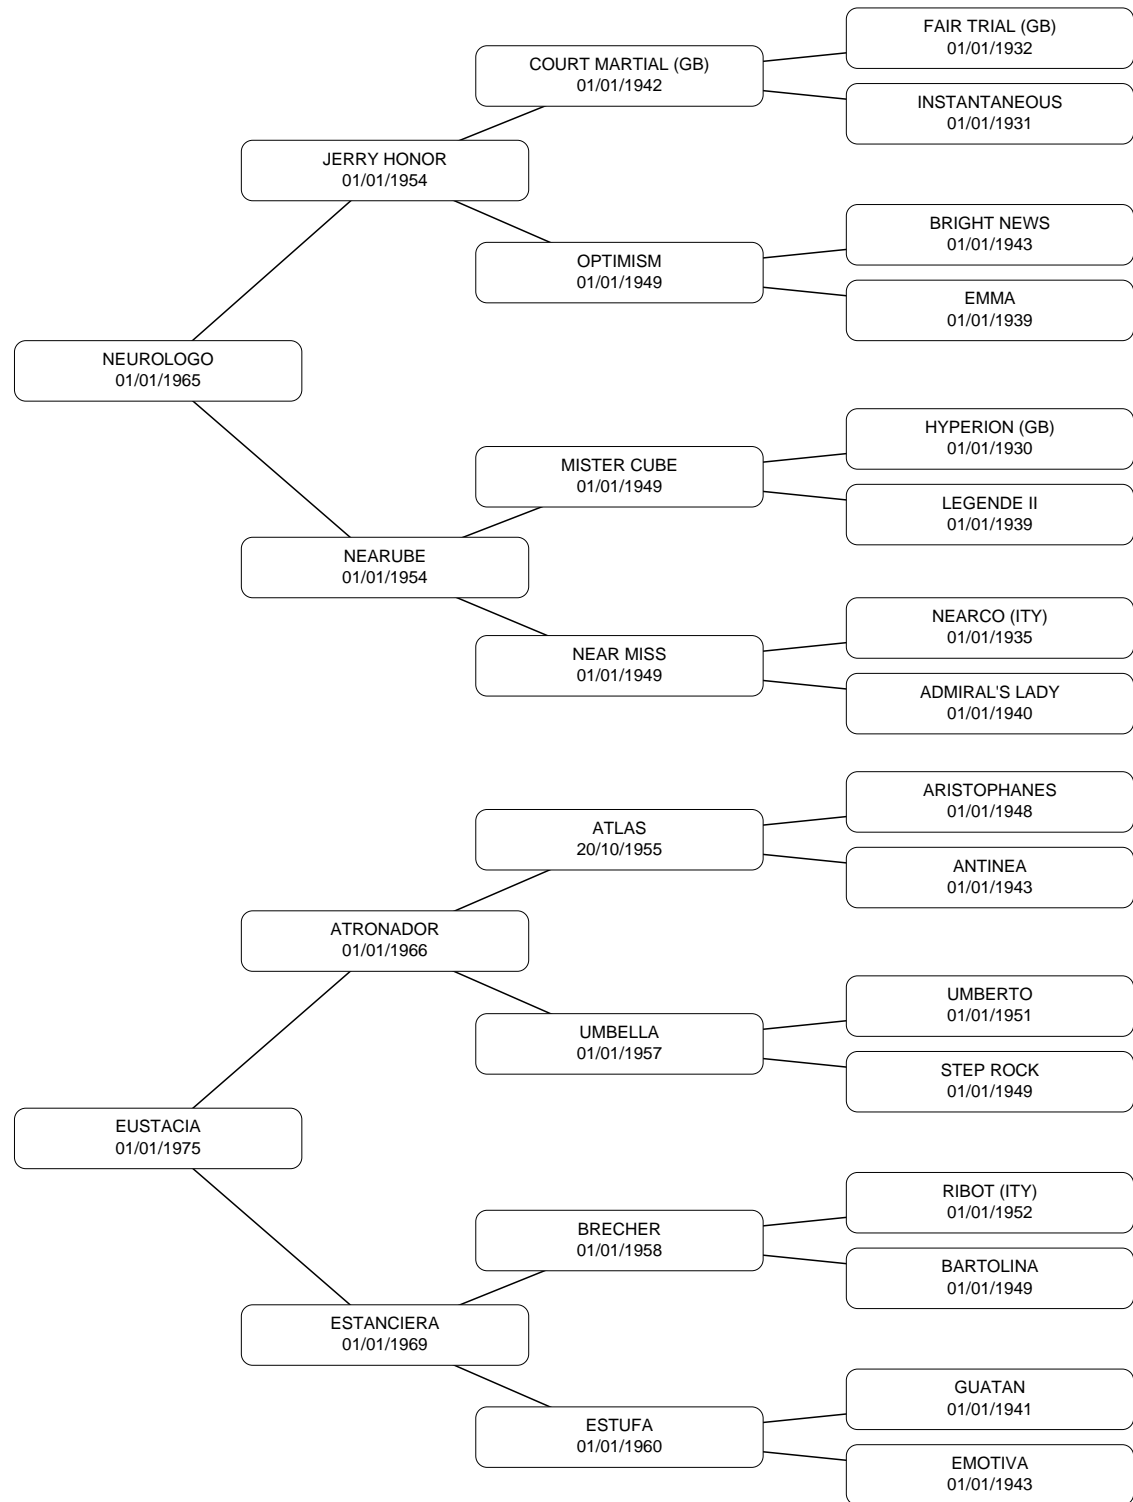 FAIR TRIAL (GB)
01/01/1932
COURT MARTIAL (GB)
01/01/1942
INSTANTANEOUS
01/01/1931
JERRY HONOR
01/01/1954
BRIGHT NEWS
01/01/1943
OPTIMISM
01/01/1949
EMMA
01/01/1939
NEUROLOGO
01/01/1965
HYPERION (GB)
01/01/1930
MISTER CUBE
01/01/1949
LEGENDE II
01/01/1939
NEARUBE
01/01/1954
NEARCO (ITY)
01/01/1935
NEAR MISS
01/01/1949
ADMIRAL'S LADY
01/01/1940
ARISTOPHANES
01/01/1948
ATLAS
20/10/1955
ANTINEA
01/01/1943
ATRONADOR
01/01/1966
UMBERTO
01/01/1951
UMBELLA
01/01/1957
STEP ROCK
01/01/1949
EUSTACIA
01/01/1975
RIBOT (ITY)
01/01/1952
BRECHER
01/01/1958
BARTOLINA
01/01/1949
ESTANCIERA
01/01/1969
GUATAN
01/01/1941
ESTUFA
01/01/1960
EMOTIVA
01/01/1943